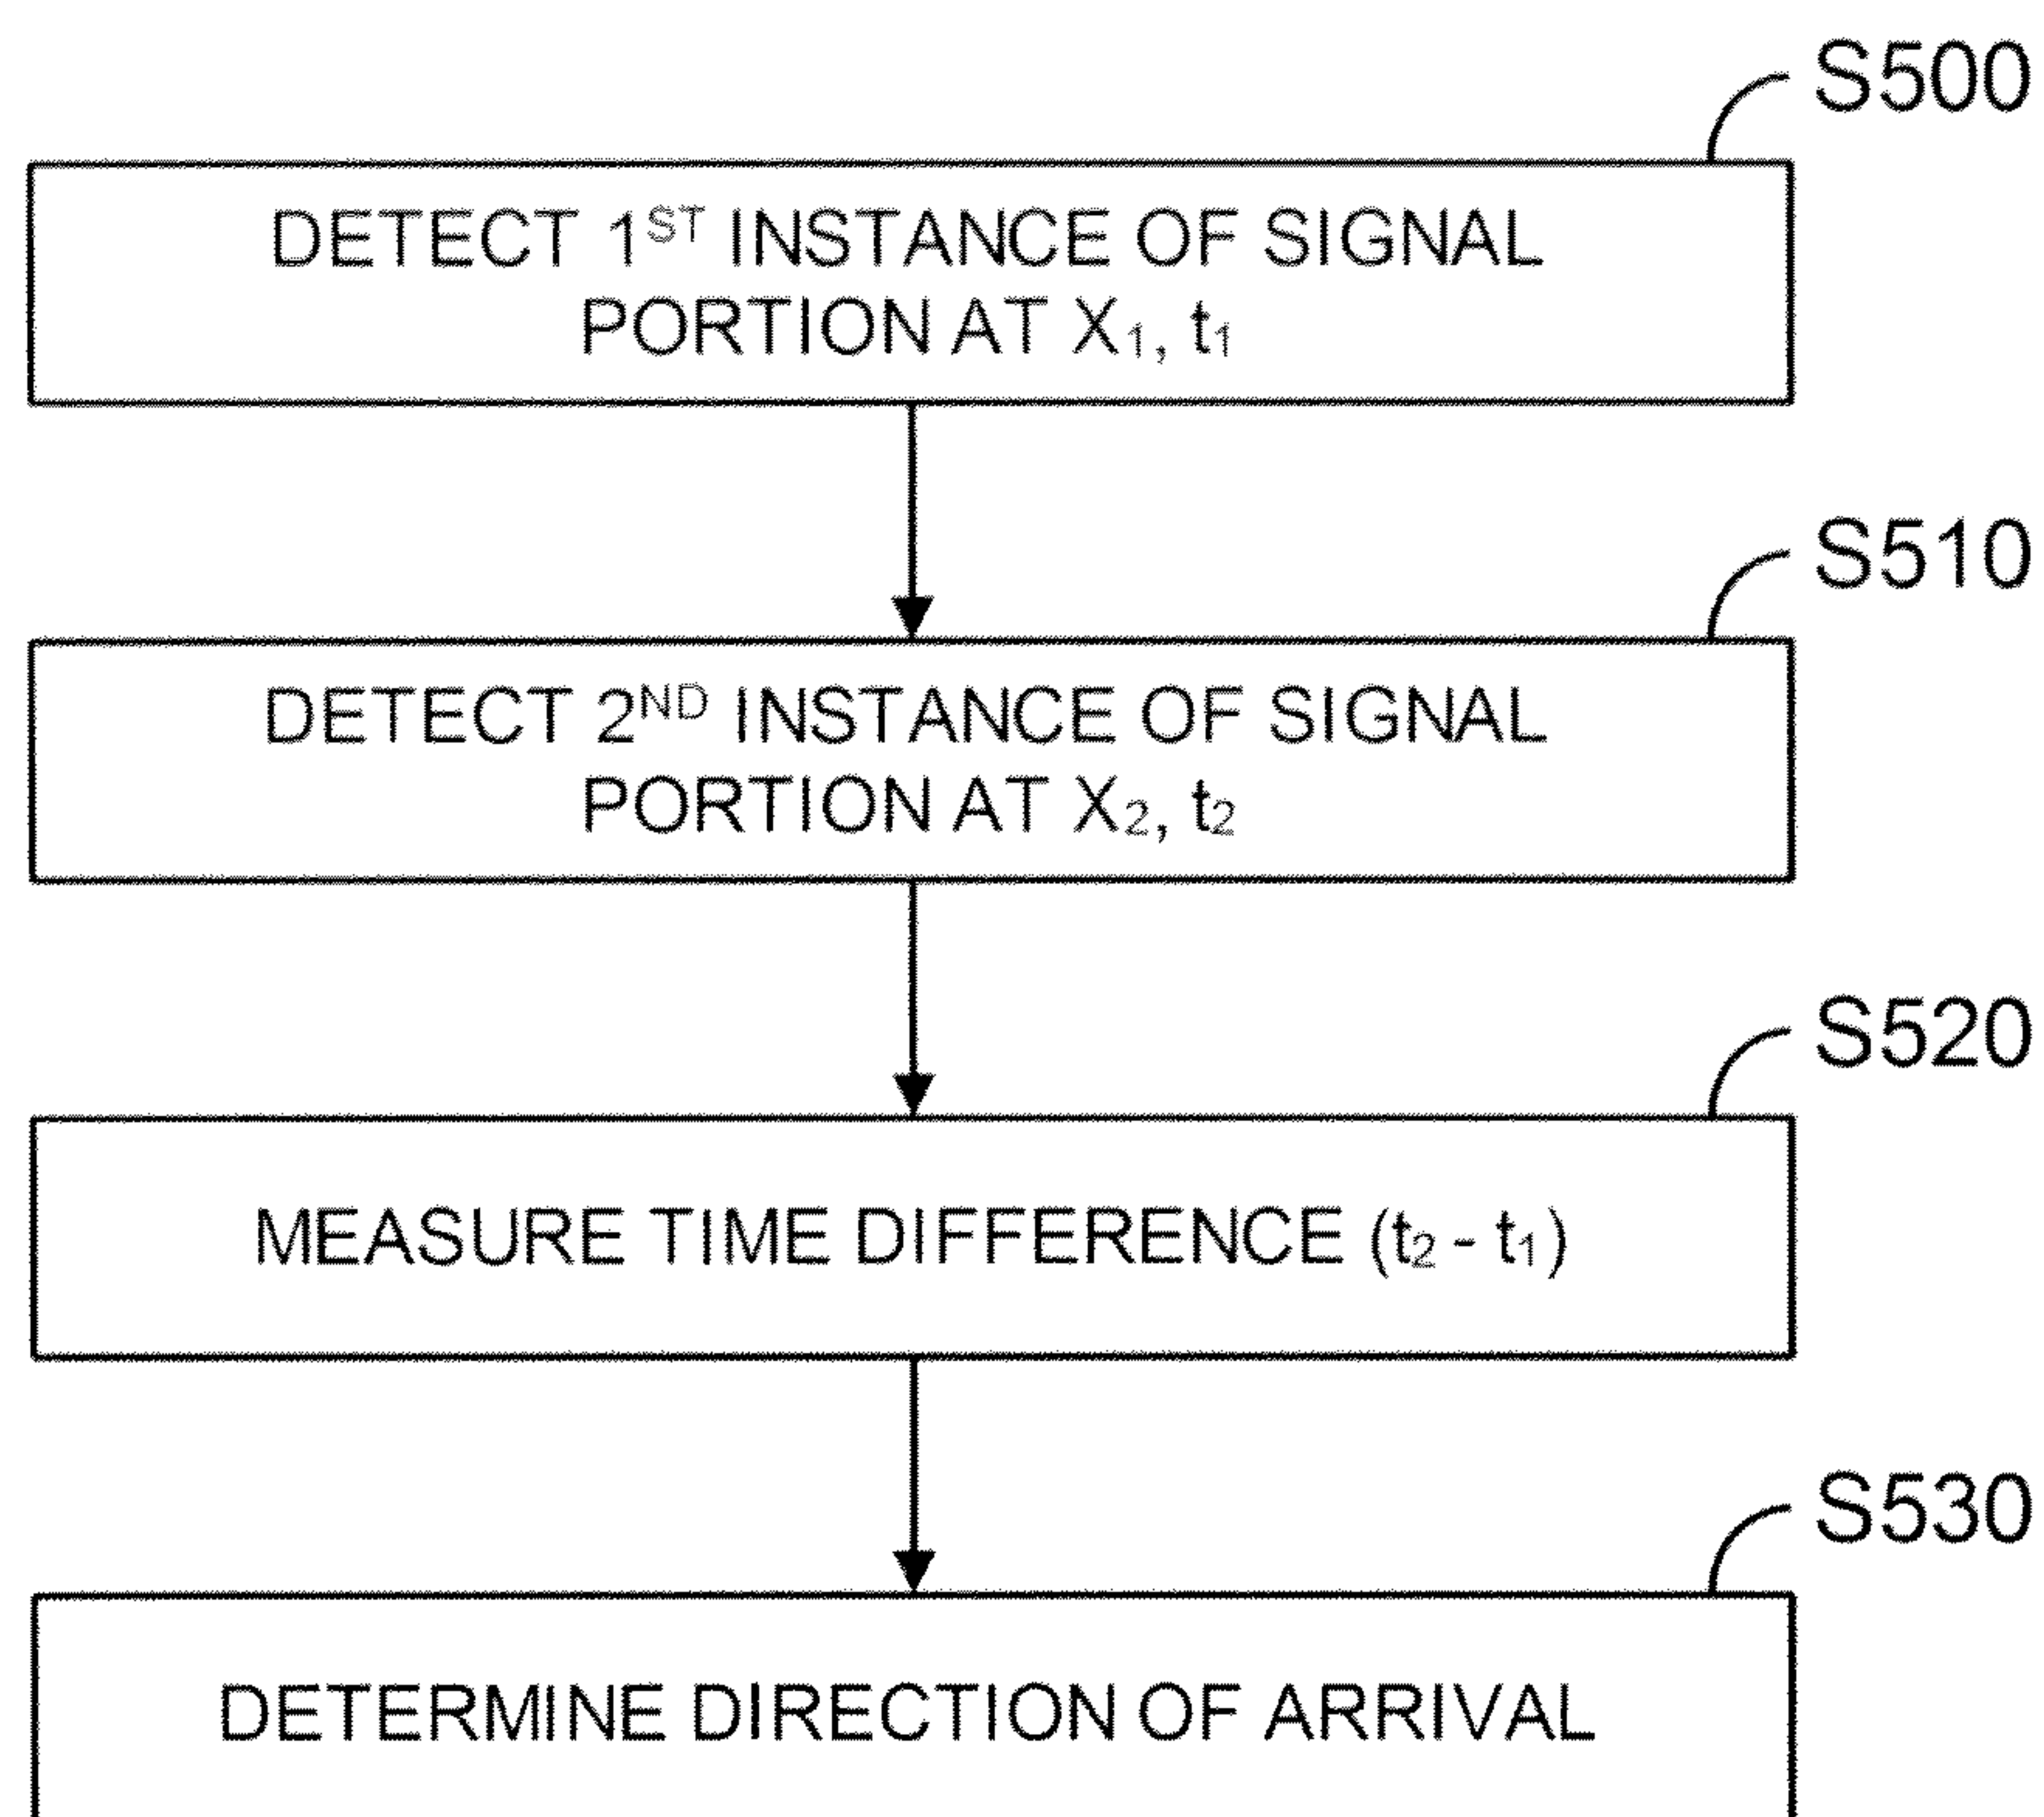 S500
DETECT 1ST INSTANCE OF SIGNAL
PORTION AT X₁, t₁
S510
DETECT 2ND INSTANCE OF SIGNAL
PORTION AT X₂, t₂
S520
MEASURE TIME DIFFERENCE (t₂ - t₁)
S530
DETERMINE DIRECTION OF ARRIVAL